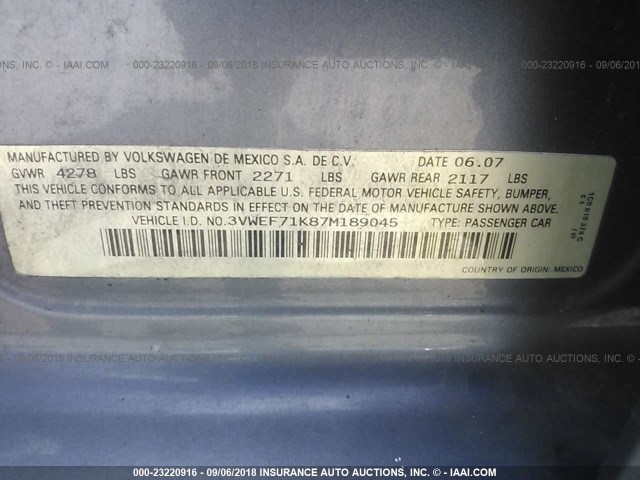 000-23220916 - 09/06/2018 INSURANCE AUTO AUCTIONS, INC. - © - IAAI.COM
MANUFACTURED BY VOLKSWAGEN DE MEXICO S.A. DE C.V. DATE 06.07
GVWR 4278 LBS GAWR FRONT 2271 LBS GAWR REAR 2117 LBS
THIS VEHICLE CONFORMS TO ALL APPLICABLE U.S. FEDERAL MOTOR VEHICLE SAFETY, BUMPER,
AND THEFT PREVENTION STANDARDS IN EFFECT ON THE DATE OF MANUFACTURE SHOWN ABOVE.
VEHICLE I.D. NO. 3VWEF71K87M189045 TYPE: PASSENGER CAR
COUNTRY OF ORIGIN: MEXICO
000-23220916 - 09/06/2018 INSURANCE AUTO AUCTIONS, INC. - © - IAAI.COM
000-23220916 - 09/06/2018 INSURANCE AUTO AUCTIONS, INC. - © - IAAI.COM